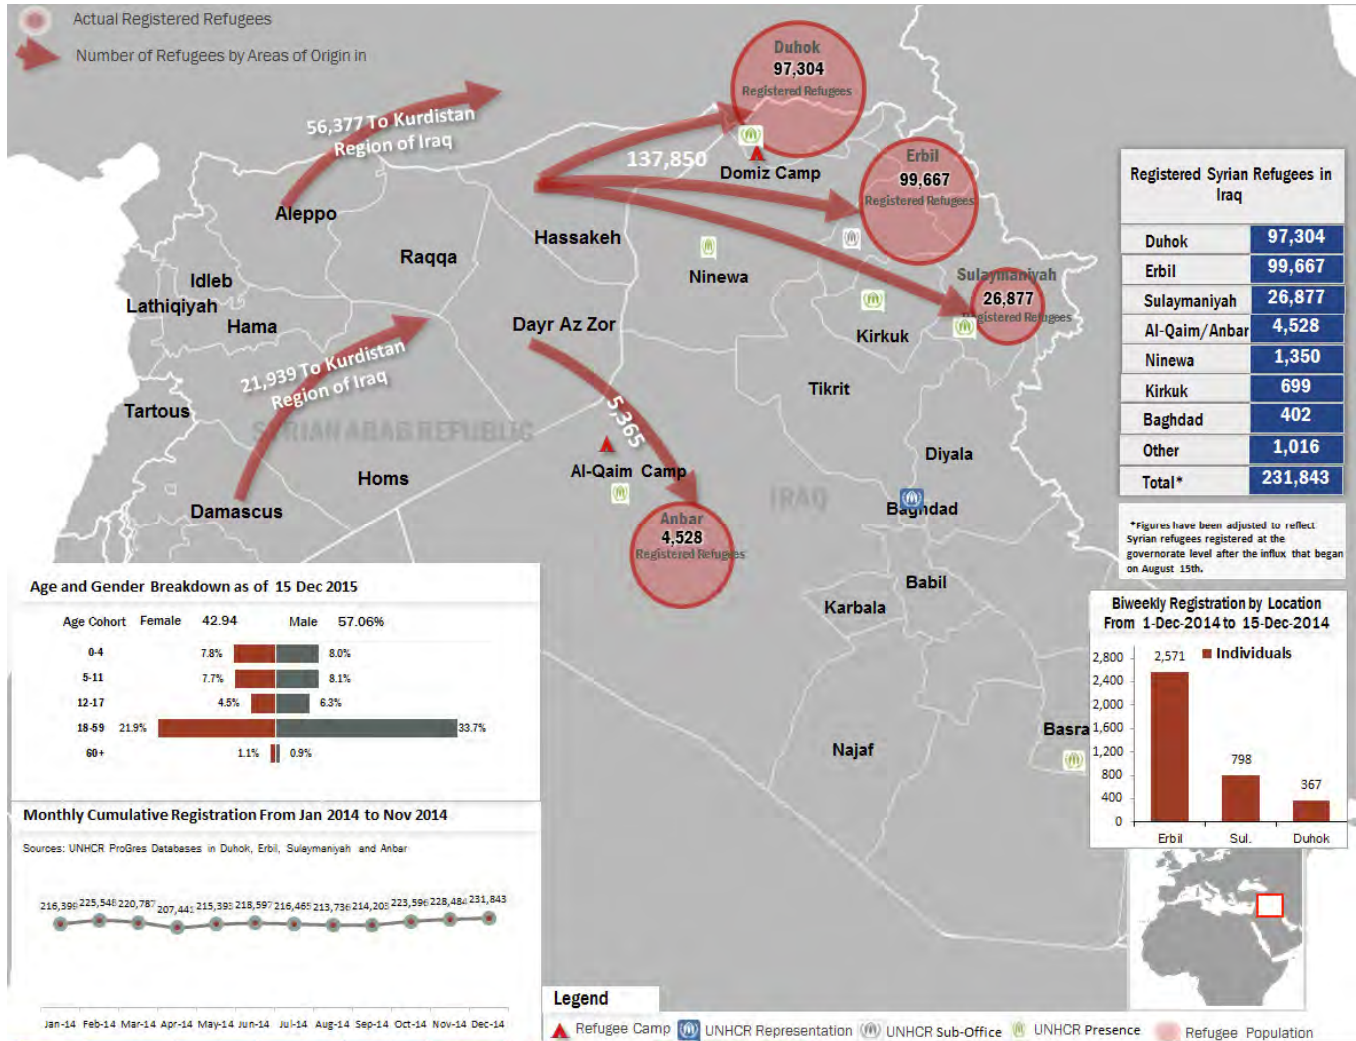 Actual Registered Refugees
Number of Refugees by Areas of Origin in
56,377 To Kurdistan
Region of Iraq
137,850
Duhok
97,304
Registered Refugees
Domiz Camp
Erbil
99,667
Registered Refugees
Aleppo
Hassakeh
Raqqa
Ninewa
Sulaymaniyah
26,877
Registered Refugees
Idleb
Lathiqiyah
Hama
Dayr Az Zor
Kirkuk
21,939 To Kurdistan
Region of Iraq
Tikrit
Tartous
5,365
SYRIAN ARAB REPUBLIC
Al-Qaim Camp
Diyala
Homs
IRAQ
Damascus
Baghdad
Anbar
4,528
Registered Refugees
Babil
Karbala
Najaf
Basra
Registered Syrian Refugees in
Iraq
Duhok 97,304
Erbil 99,667
Sulaymaniyah 26,877
Al-Qaim/Anbar 4,528
Ninewa 1,350
Kirkuk 699
Baghdad 402
Other 1,016
Total* 231,843
*Figures have been adjusted to reflect
Syrian refugees registered at the
governorate level after the influx that began
on August 15th.
Age and Gender Breakdown as of 15 Dec 2015
Age Cohort Female 42.94 Male 57.06%
0-4 7.8% 8.0%
5-11 7.7% 8.1%
12-17 4.5% 6.3%
18-59 21.9% 33.7%
60+ 1.1% 0.9%
Monthly Cumulative Registration From Jan 2014 to Nov 2014
Sources: UNHCR ProGres Databases in Duhok, Erbil, Sulaymaniyah and Anbar
216,399 225,548 220,787 207,441 215,393 218,597 216,465 213,736 214,203 223,596 228,484 231,843
Jan-14 Feb-14 Mar-14 Apr-14 May-14 Jun-14 Jul-14 Aug-14 Sep-14 Oct-14 Nov-14 Dec-14
Biweekly Registration by Location
From 1-Dec-2014 to 15-Dec-2014
Individuals
2,800
2,400
2,000
1,600
1,200
800
400
0
2,571
798
367
Erbil Sul. Duhok
Legend
Refugee Camp UNHCR Representation UNHCR Sub-Office UNHCR Presence Refugee Population